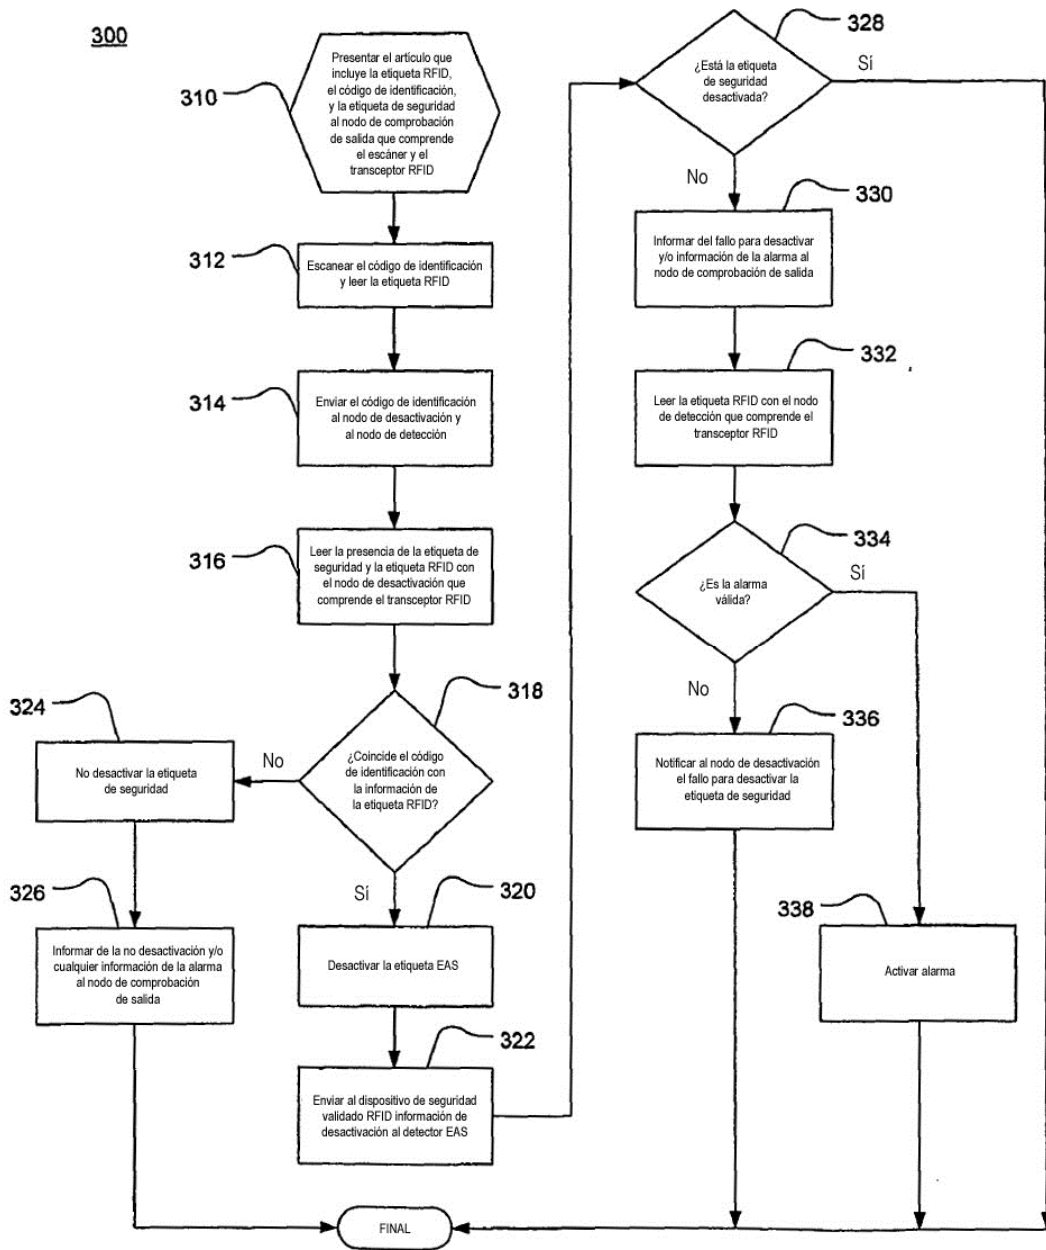 300
310
Presentar el artículo que
incluye la etiqueta RFID,
el código de identificación,
y la etiqueta de seguridad
al nodo de comprobación
de salida que comprende
el escáner y el
transceptor RFID
312
Escanear el código de identificación
y leer la etiqueta RFID
314
Enviar el código de identificación
al nodo de desactivación y
al nodo de detección
316
Leer la presencia de la etiqueta de
seguridad y la etiqueta RFID con
el nodo de desactivación que
comprende el transceptor RFID
318
¿Coincide el código
de identificación con
la información de
la etiqueta RFID?
No
Sí
324
No desactivar la etiqueta
de seguridad
326
Informar de la no desactivación y/o
cualquier información de la alarma
al nodo de comprobación
de salida
320
Desactivar la etiqueta EAS
322
Enviar al dispositivo de seguridad
validado RFID información de
desactivación al detector EAS
328
¿Está la etiqueta
de seguridad
desactivada?
Sí
No
330
Informar del fallo para desactivar
y/o información de la alarma al
nodo de comprobación de salida
332
Leer la etiqueta RFID con el nodo
de detección que comprende el
transceptor RFID
334
¿Es la alarma
válida?
Sí
No
336
Notificar al nodo de desactivación
el fallo para desactivar la
etiqueta de seguridad
338
Activar alarma
FINAL